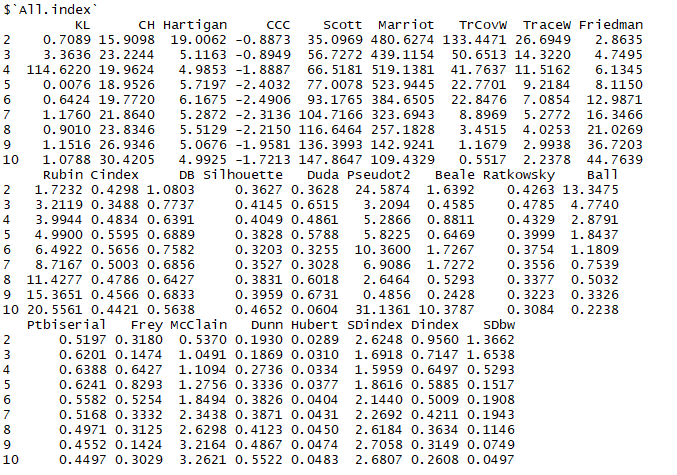 $`All.index`
KL CH Hartigan CCC Scott Marriot TrCovW TraceW Friedman
2 0.7089 15.9098 19.0062 -0.8873 35.0969 480.6274 133.4471 26.6949 2.8635
3 3.3636 23.2244 5.1163 -0.8949 56.7272 439.1154 50.6513 14.3220 4.7495
4 114.6220 19.9624 4.9853 -1.8887 66.5181 519.1381 41.7637 11.5162 6.1345
5 0.0076 18.9526 5.7197 -2.4032 77.0078 523.9445 22.7701 9.2184 8.1150
6 0.6424 19.7720 6.1675 -2.4906 93.1765 384.6505 22.8476 7.0854 12.9871
7 1.1760 21.8640 5.2872 -2.3136 104.7166 323.6943 8.8969 5.2772 16.3466
8 0.9010 23.8346 5.5129 -2.2150 116.6464 257.1828 3.4515 4.0253 21.0269
9 1.1516 26.9346 5.0676 -1.9581 136.3993 142.9241 1.1679 2.9938 36.7203
10 1.0788 30.4205 4.9925 -1.7213 147.8647 109.4329 0.5517 2.2378 44.7639
Rubin Cindex DB Silhouette Duda Pseudot2 Beale Ratkowsky Ball
2 1.7232 0.4298 1.0803 0.3627 0.3628 24.5874 1.6392 0.4263 13.3475
3 3.2119 0.3488 0.7737 0.4145 0.6515 3.2094 0.4585 0.4785 4.7740
4 3.9944 0.4834 0.6391 0.4049 0.4861 5.2866 0.8811 0.4329 2.8791
5 4.9900 0.5595 0.6889 0.3828 0.5788 5.8225 0.6469 0.3999 1.8437
6 6.4922 0.5656 0.7582 0.3203 0.3255 10.3600 1.7267 0.3754 1.1809
7 8.7167 0.5003 0.6856 0.3527 0.3028 6.9086 1.7272 0.3556 0.7539
8 11.4277 0.4786 0.6427 0.3831 0.6018 2.6464 0.5293 0.3377 0.5032
9 15.3651 0.4566 0.6833 0.3959 0.6731 0.4856 0.2428 0.3223 0.3326
10 20.5561 0.4421 0.5638 0.4652 0.0604 31.1361 10.3787 0.3084 0.2238
Ptbiserial Frey McClain Dunn Hubert SDindex Dindex SDbw
2 0.5197 0.3180 0.5370 0.1930 0.0289 2.6248 0.9560 1.3662
3 0.6201 0.1474 1.0491 0.1869 0.0310 1.6918 0.7147 1.6538
4 0.6388 0.6427 1.1094 0.2736 0.0334 1.5959 0.6497 0.5293
5 0.6241 0.8293 1.2756 0.3336 0.0377 1.8616 0.5885 0.1517
6 0.5582 0.5254 1.8494 0.3826 0.0404 2.1440 0.5009 0.1908
7 0.5168 0.3332 2.3438 0.3871 0.0431 2.2692 0.4211 0.1943
8 0.4971 0.3125 2.6298 0.4123 0.0450 2.6184 0.3634 0.1146
9 0.4552 0.1424 3.2164 0.4867 0.0474 2.7058 0.3149 0.0749
10 0.4497 0.3029 3.2621 0.5522 0.0483 2.6807 0.2608 0.0497